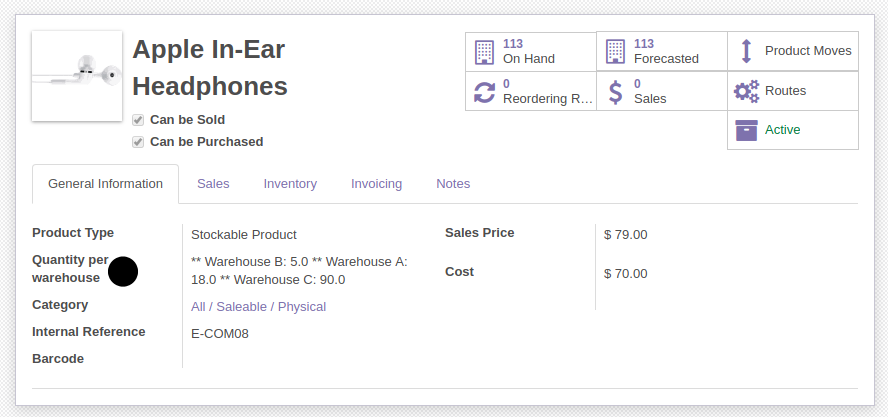 Apple In-Ear
Headphones
Can be Sold
Can be Purchased
113
On Hand
113
Forecasted
Product Moves
0
Reordering R...
0
Sales
Routes
Active
General Information
Sales
Inventory
Invoicing
Notes
Product Type
Stockable Product
Quantity per
warehouse
** Warehouse B: 5.0 ** Warehouse A:
18.0 ** Warehouse C: 90.0
Category
All / Saleable / Physical
Internal Reference
E-COM08
Barcode
Sales Price
$ 79.00
Cost
$ 70.00